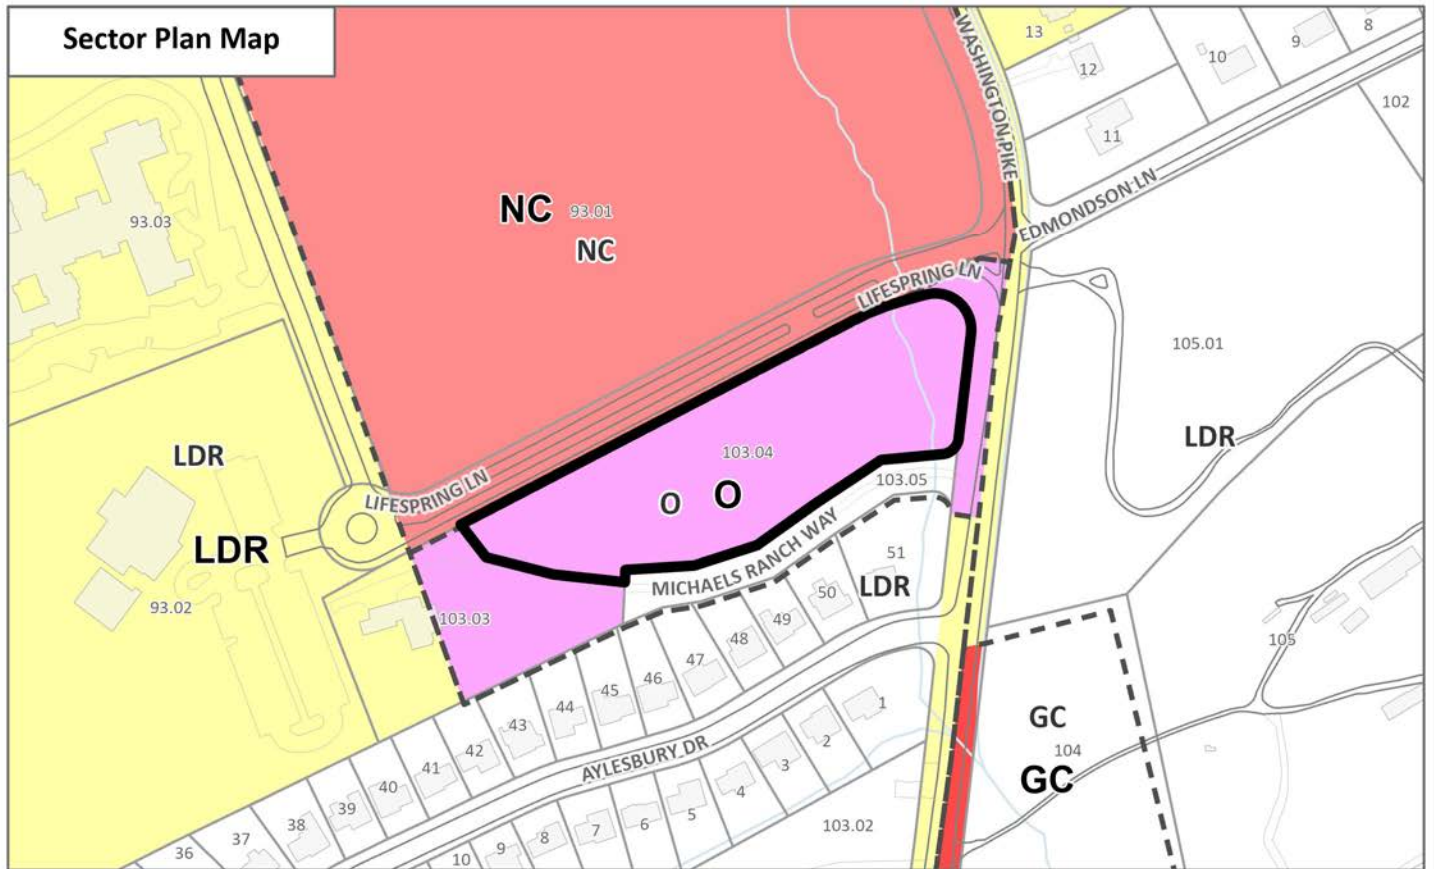 Sector Plan Map
WASHINGTON PIKE
13
12
10
9
8
102
11
EDMONDSON LN
93.03
NC
93.01
NC
LIFESPRING LN
105.01
LDR
LDR
LIFESPRING LN
103.04
O
O
103.05
LDR
93.02
103.03
MICHAELS RANCH WAY
51
LDR
50
49
48
47
46
45
44
43
42
41
40
39
38
37
36
AYLESBURY DR
1
2
3
4
5
6
7
8
9
10
103.02
105
GC
104
GC